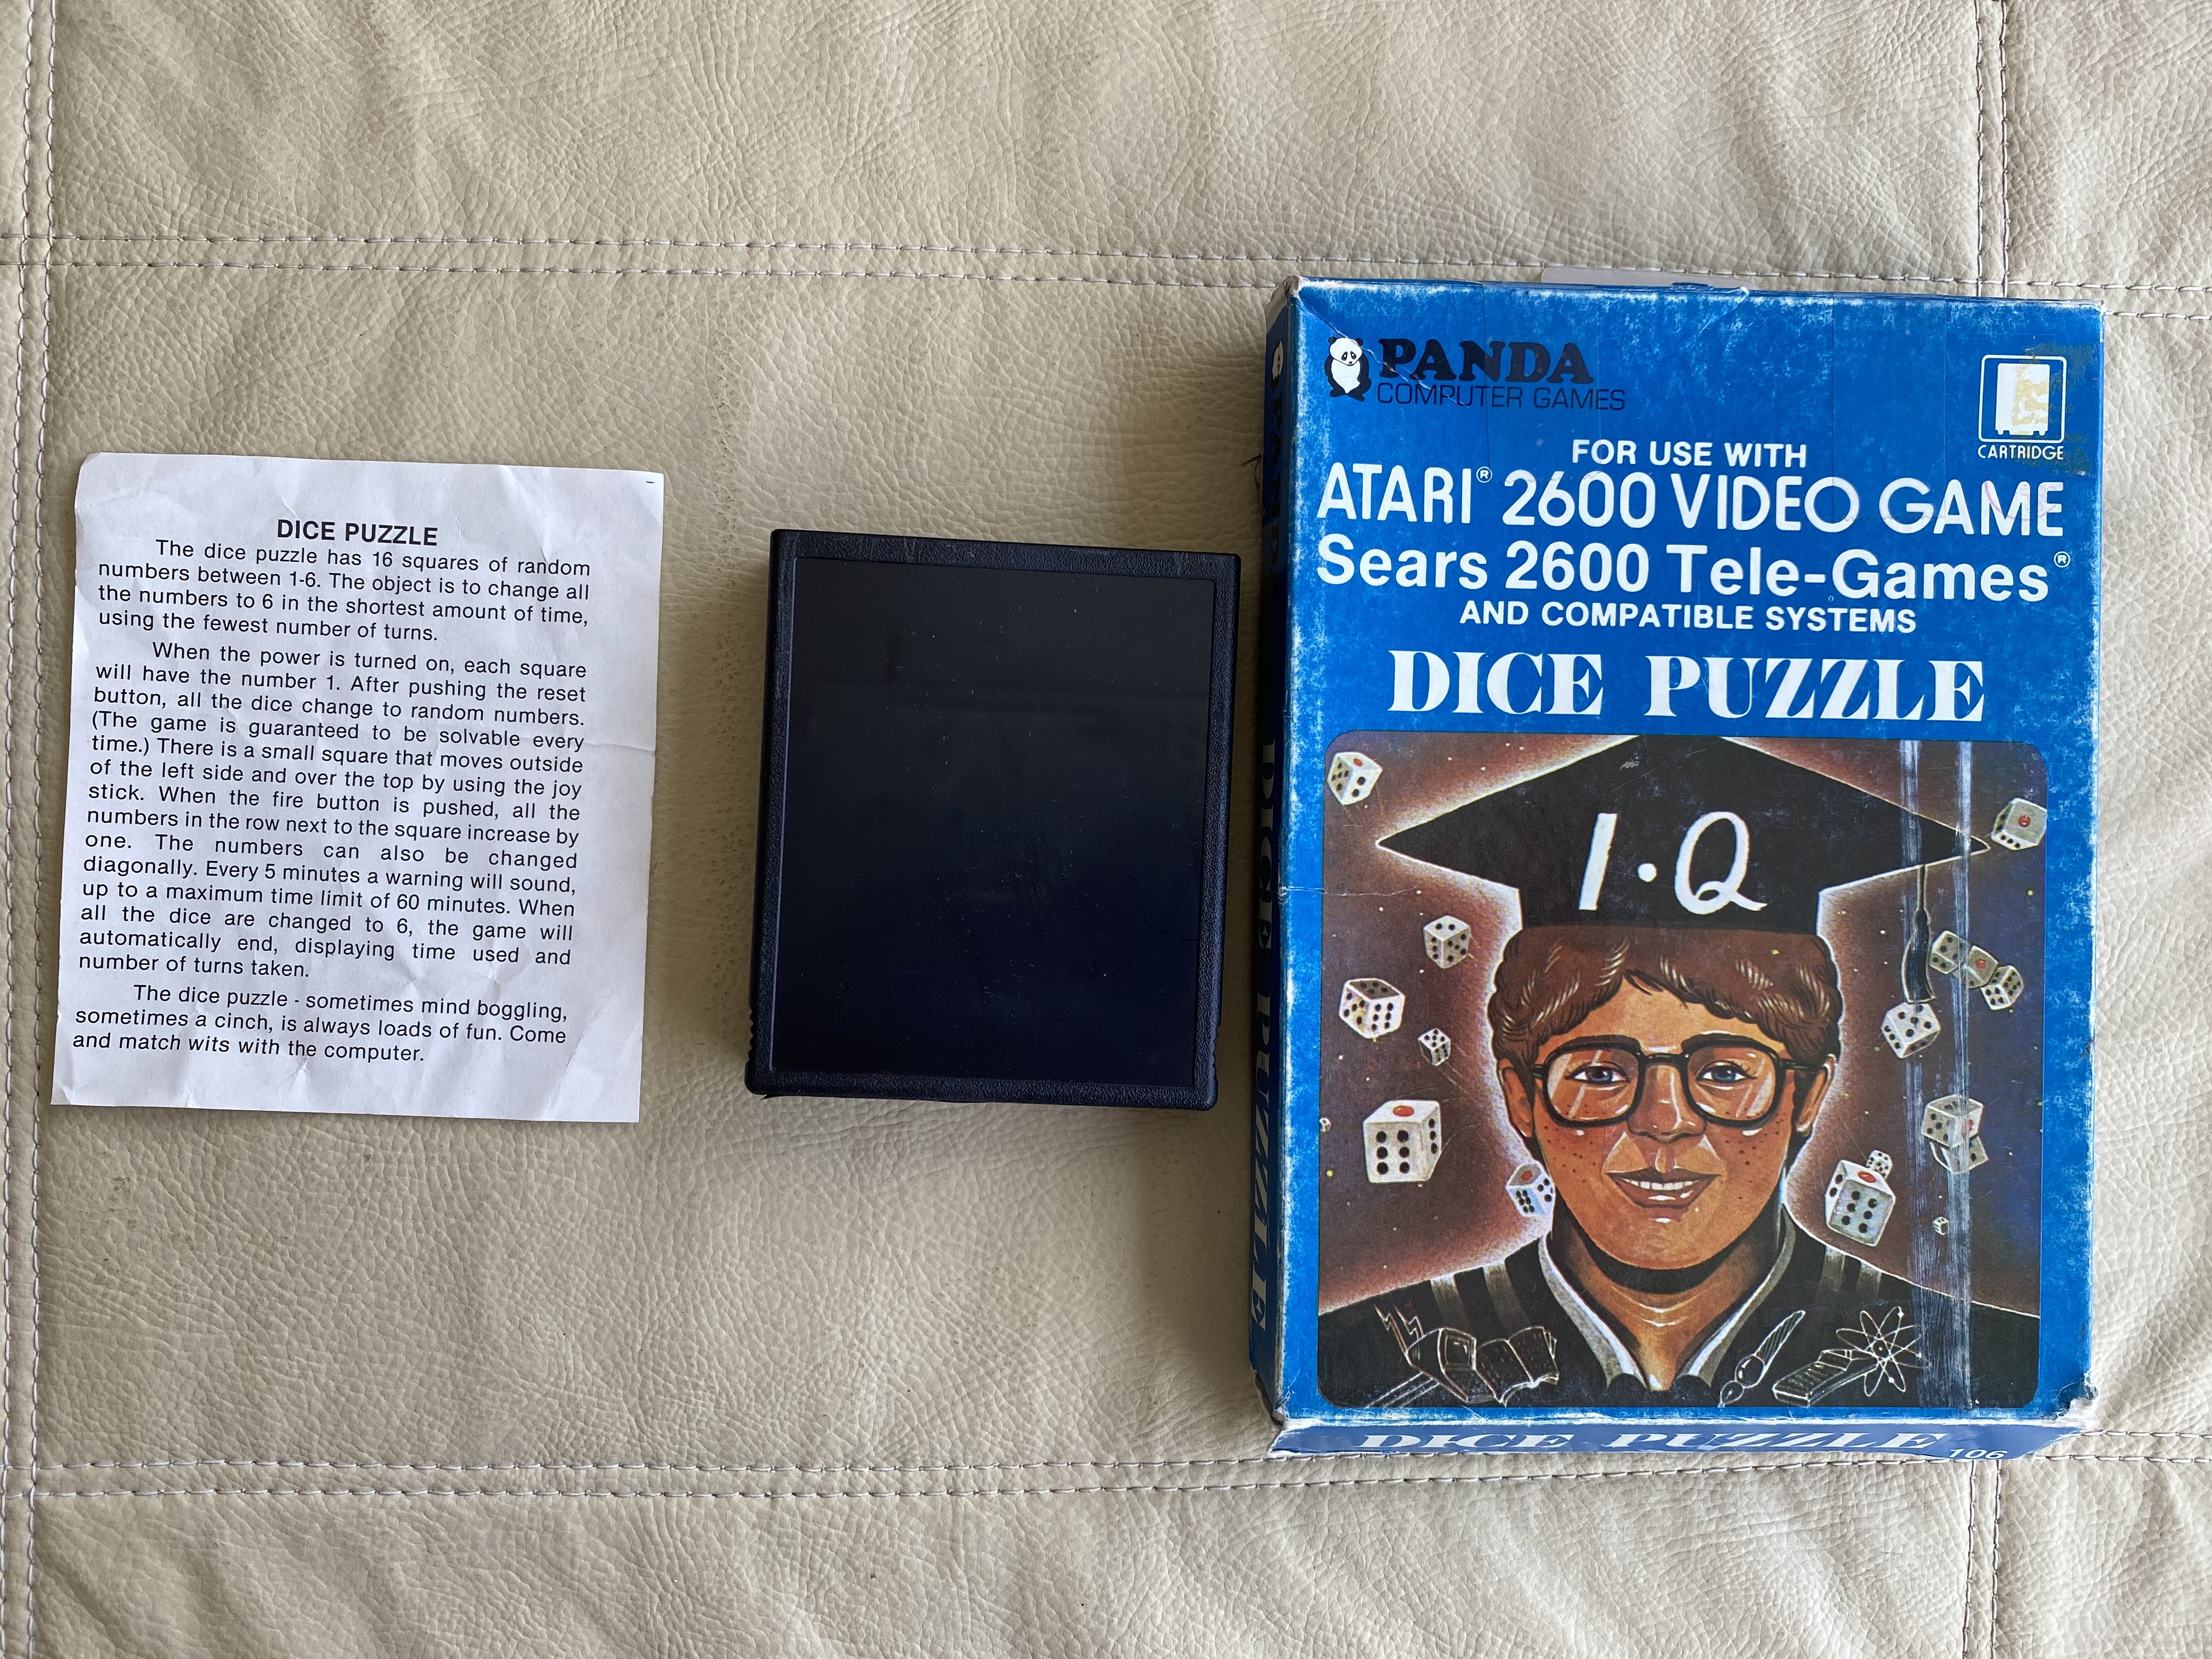 DICE PUZZLE
The dice puzzle has 16 squares of random
numbers between 1-6. The object is to change all
the numbers to 6 in the shortest amount of time,
using the fewest number of turns.
When the power is turned on, each square
will have the number 1. After pushing the reset
button, all the dice change to random numbers.
(The game is guaranteed to be solvable every
time.) There is a small square that moves outside
of the left side and over the top by using the joy
stick. When the fire button is pushed, all the
numbers in the row next to the square increase by
one. The numbers can also be changed
diagonally. Every 5 minutes a warning will sound,
up to a maximum time limit of 60 minutes. When
all the dice are changed to 6, the game will
automatically end, displaying time used and
number of turns taken.
The dice puzzle - sometimes mind boggling,
sometimes a cinch, is always loads of fun. Come
and match wits with the computer.
PANDA
COMPUTER GAMES
CARTRIDGE
FOR USE WITH
ATARI® 2600 VIDEO GAME
Sears 2600 Tele-Games®
AND COMPATIBLE SYSTEMS
DICE PUZZLE
I•Q
DICE PUZZLE 106
PANDA DICE PUZZLE